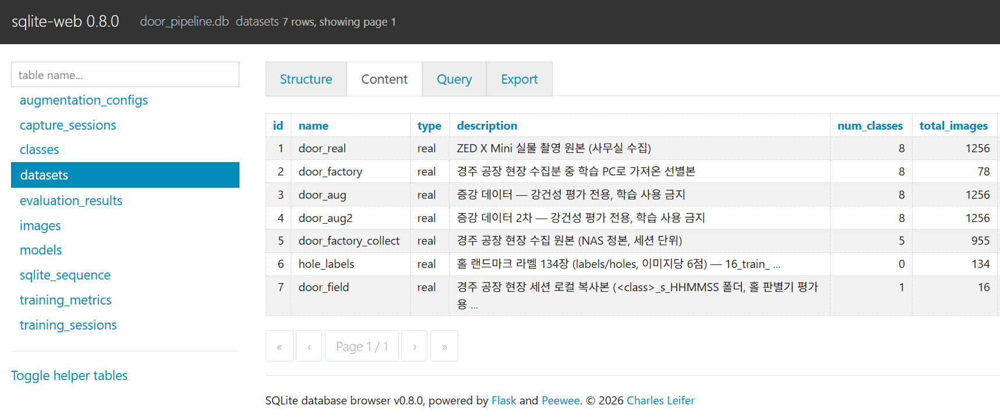 sqlite-web 0.8.0 door_pipeline.db datasets 7 rows, showing page 1
table name...
augmentation_configs
capture_sessions
classes
datasets
evaluation_results
images
models
sqlite_sequence
training_metrics
training_sessions
Toggle helper tables
Structure Content Query Export
id name type description num_classes total_images
1 door_real real ZED X Mini 실물 촬영 원본 (사무실 수집) 8 1256
2 door_factory real 경주 공장 현장 수집분 중 학습 PC로 가져온 선별본 8 78
3 door_aug real 증강 데이터 — 강건성 평가 전용, 학습 사용 금지 8 1256
4 door_aug2 real 증강 데이터 2차 — 강건성 평가 전용, 학습 사용 금지 8 1256
5 door_factory_collect real 경주 공장 현장 수집 원본 (NAS 정본, 세션 단위) 5 955
6 hole_labels real 홀 랜드마크 라벨 134장 (labels/holes, 이미지당 6점) — 16_train_ ... 0 134
7 door_field real 경주 공장 현장 세션 로컬 복사본 (<class>_s_HHMMSS 폴더, 홀 판별기 평가 1 16
용 ...
« ‹ Page 1 / 1 › »
SQLite database browser v0.8.0, powered by Flask and Peewee. © 2026 Charles Leifer